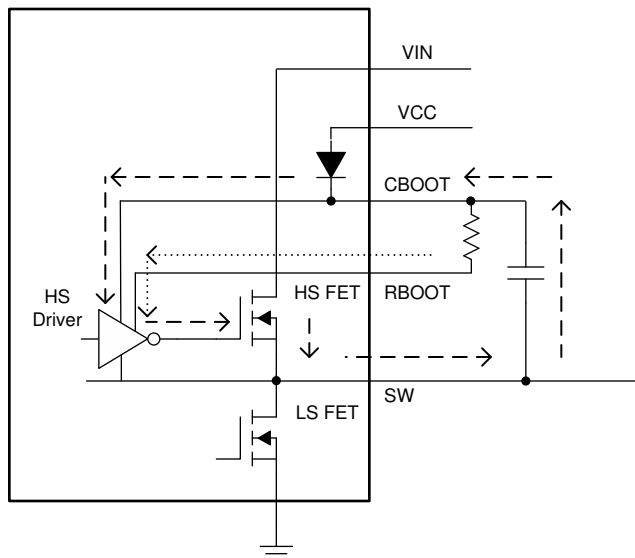 VIN
VCC
CBOOT
HS FET
RBOOT
HS
Driver
SW
LS FET